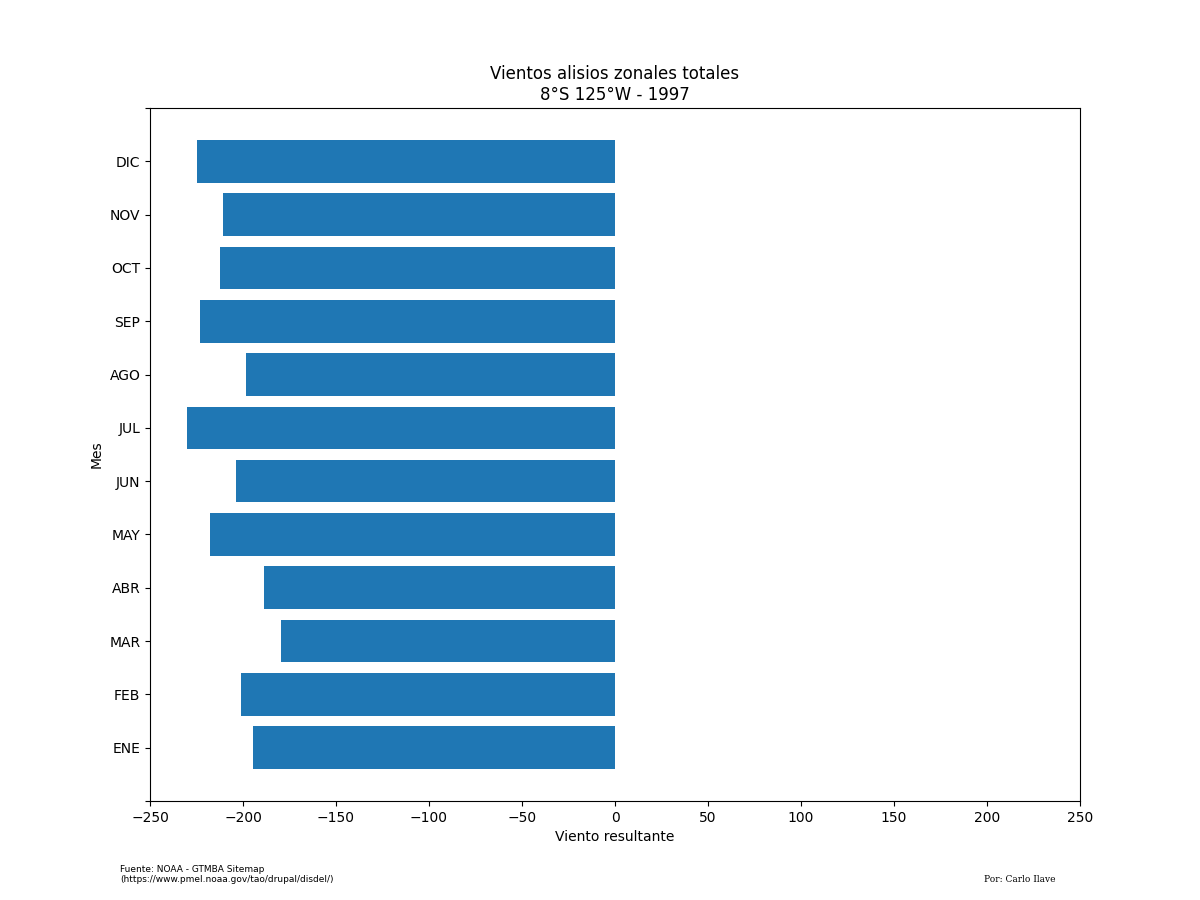 Vientos alisios zonales totales
8°S 125°W - 1997
DIC
NOV
OCT
SEP
AGO
JUL
Mes
JUN
MAY
ABR
MAR
FEB
ENE
−250 −200 −150 −100 −50 0 50 100 150 200 250
Viento resultante
Fuente: NOAA - GTMBA Sitemap
(https://www.pmel.noaa.gov/tao/drupal/disdel/)
Por: Carlo Ilave